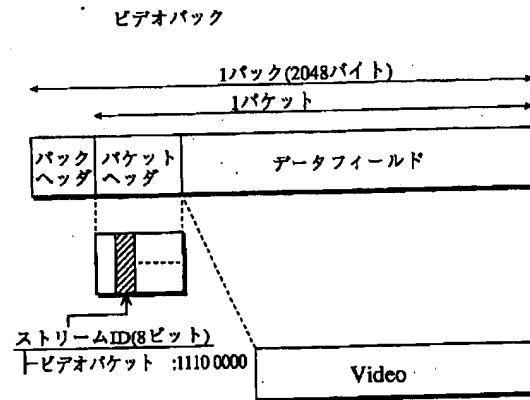 ビデオパック
1パック(2048バイト)
1パケット
パック
ヘッダ
パケット
ヘッダ
データフィールド
ストリームID(8ビット)
ビデオパケット :1110 0000
Video